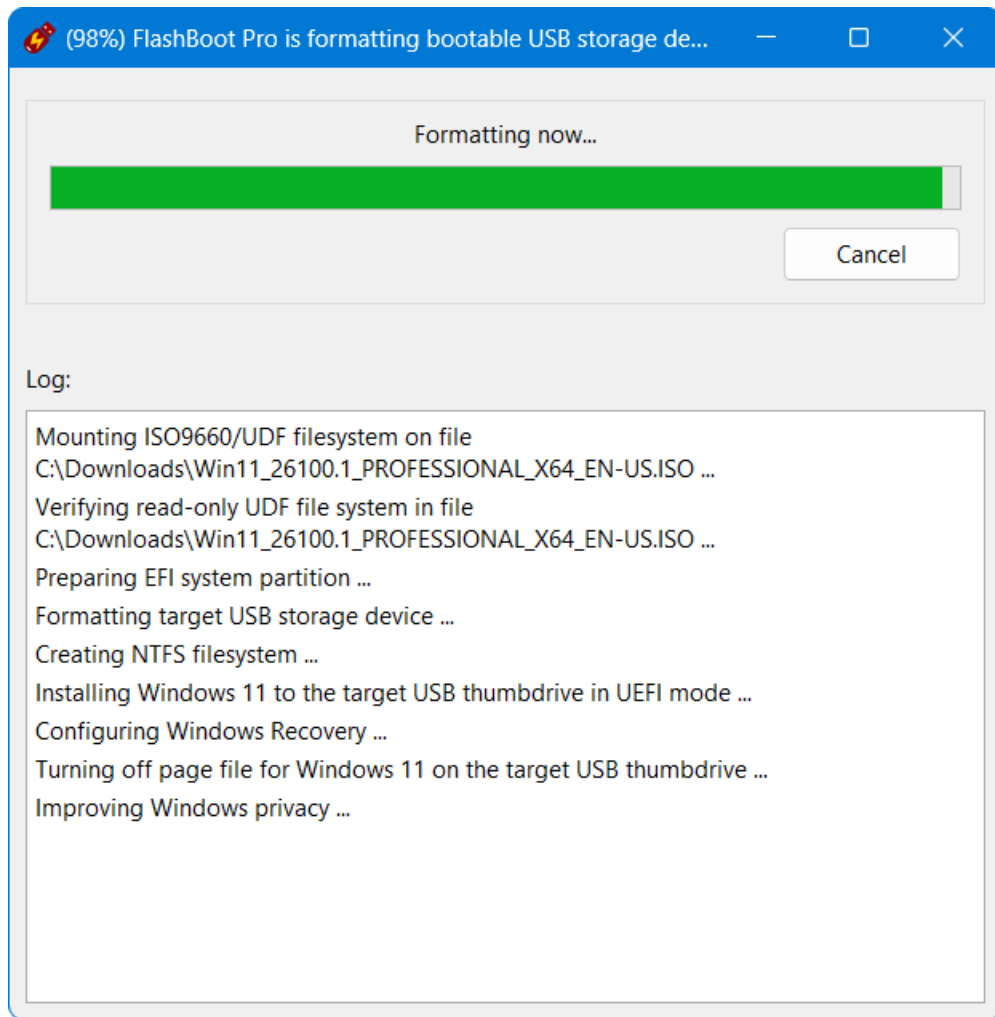 (98%) FlashBoot Pro is formatting bootable USB storage de...
Formatting now...
Cancel
Log:
Mounting ISO9660/UDF filesystem on file
C:\Downloads\Win11_26100.1_PROFESSIONAL_X64_EN-US.ISO ...
Verifying read-only UDF file system in file
C:\Downloads\Win11_26100.1_PROFESSIONAL_X64_EN-US.ISO ...
Preparing EFI system partition ...
Formatting target USB storage device ...
Creating NTFS filesystem ...
Installing Windows 11 to the target USB thumbdrive in UEFI mode ...
Configuring Windows Recovery ...
Turning off page file for Windows 11 on the target USB thumbdrive ...
Improving Windows privacy ...